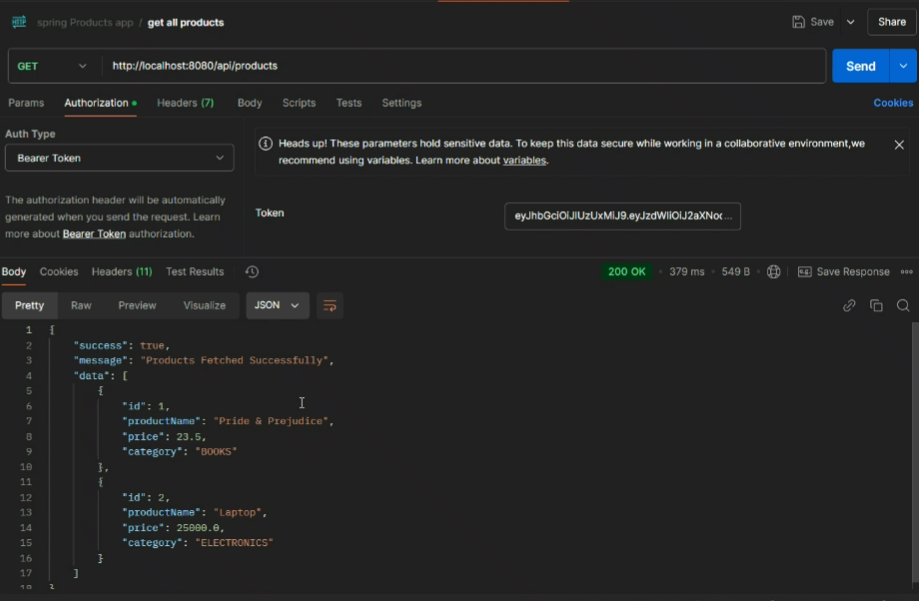 HTTP spring Products app / get all products Save Share
GET http://localhost:8080/api/products Send
Params Authorization Headers (7) Body Scripts Tests Settings Cookies
Auth Type
Bearer Token
Heads up! These parameters hold sensitive data. To keep this data secure while working in a collaborative environment,we
recommend using variables. Learn more about variables.
The authorization header will be automatically
generated when you send the request. Learn
more about Bearer Token authorization.
Token
Body Cookies Headers (11) Test Results 200 OK 379 ms 549 B Save Response
Pretty Raw Preview Visualize JSON
1 {
2 "success": true,
3 "message": "Products Fetched Successfully",
4 "data": [
5 {
6 "id": 1,
7 "productName": "Pride & Prejudice",
8 "price": 23.5,
9 "category": "BOOKS"
10 },
11 {
12 "id": 2,
13 "productName": "Laptop",
14 "price": 25000.0,
15 "category": "ELECTRONICS"
16 }
17 ]
18 }